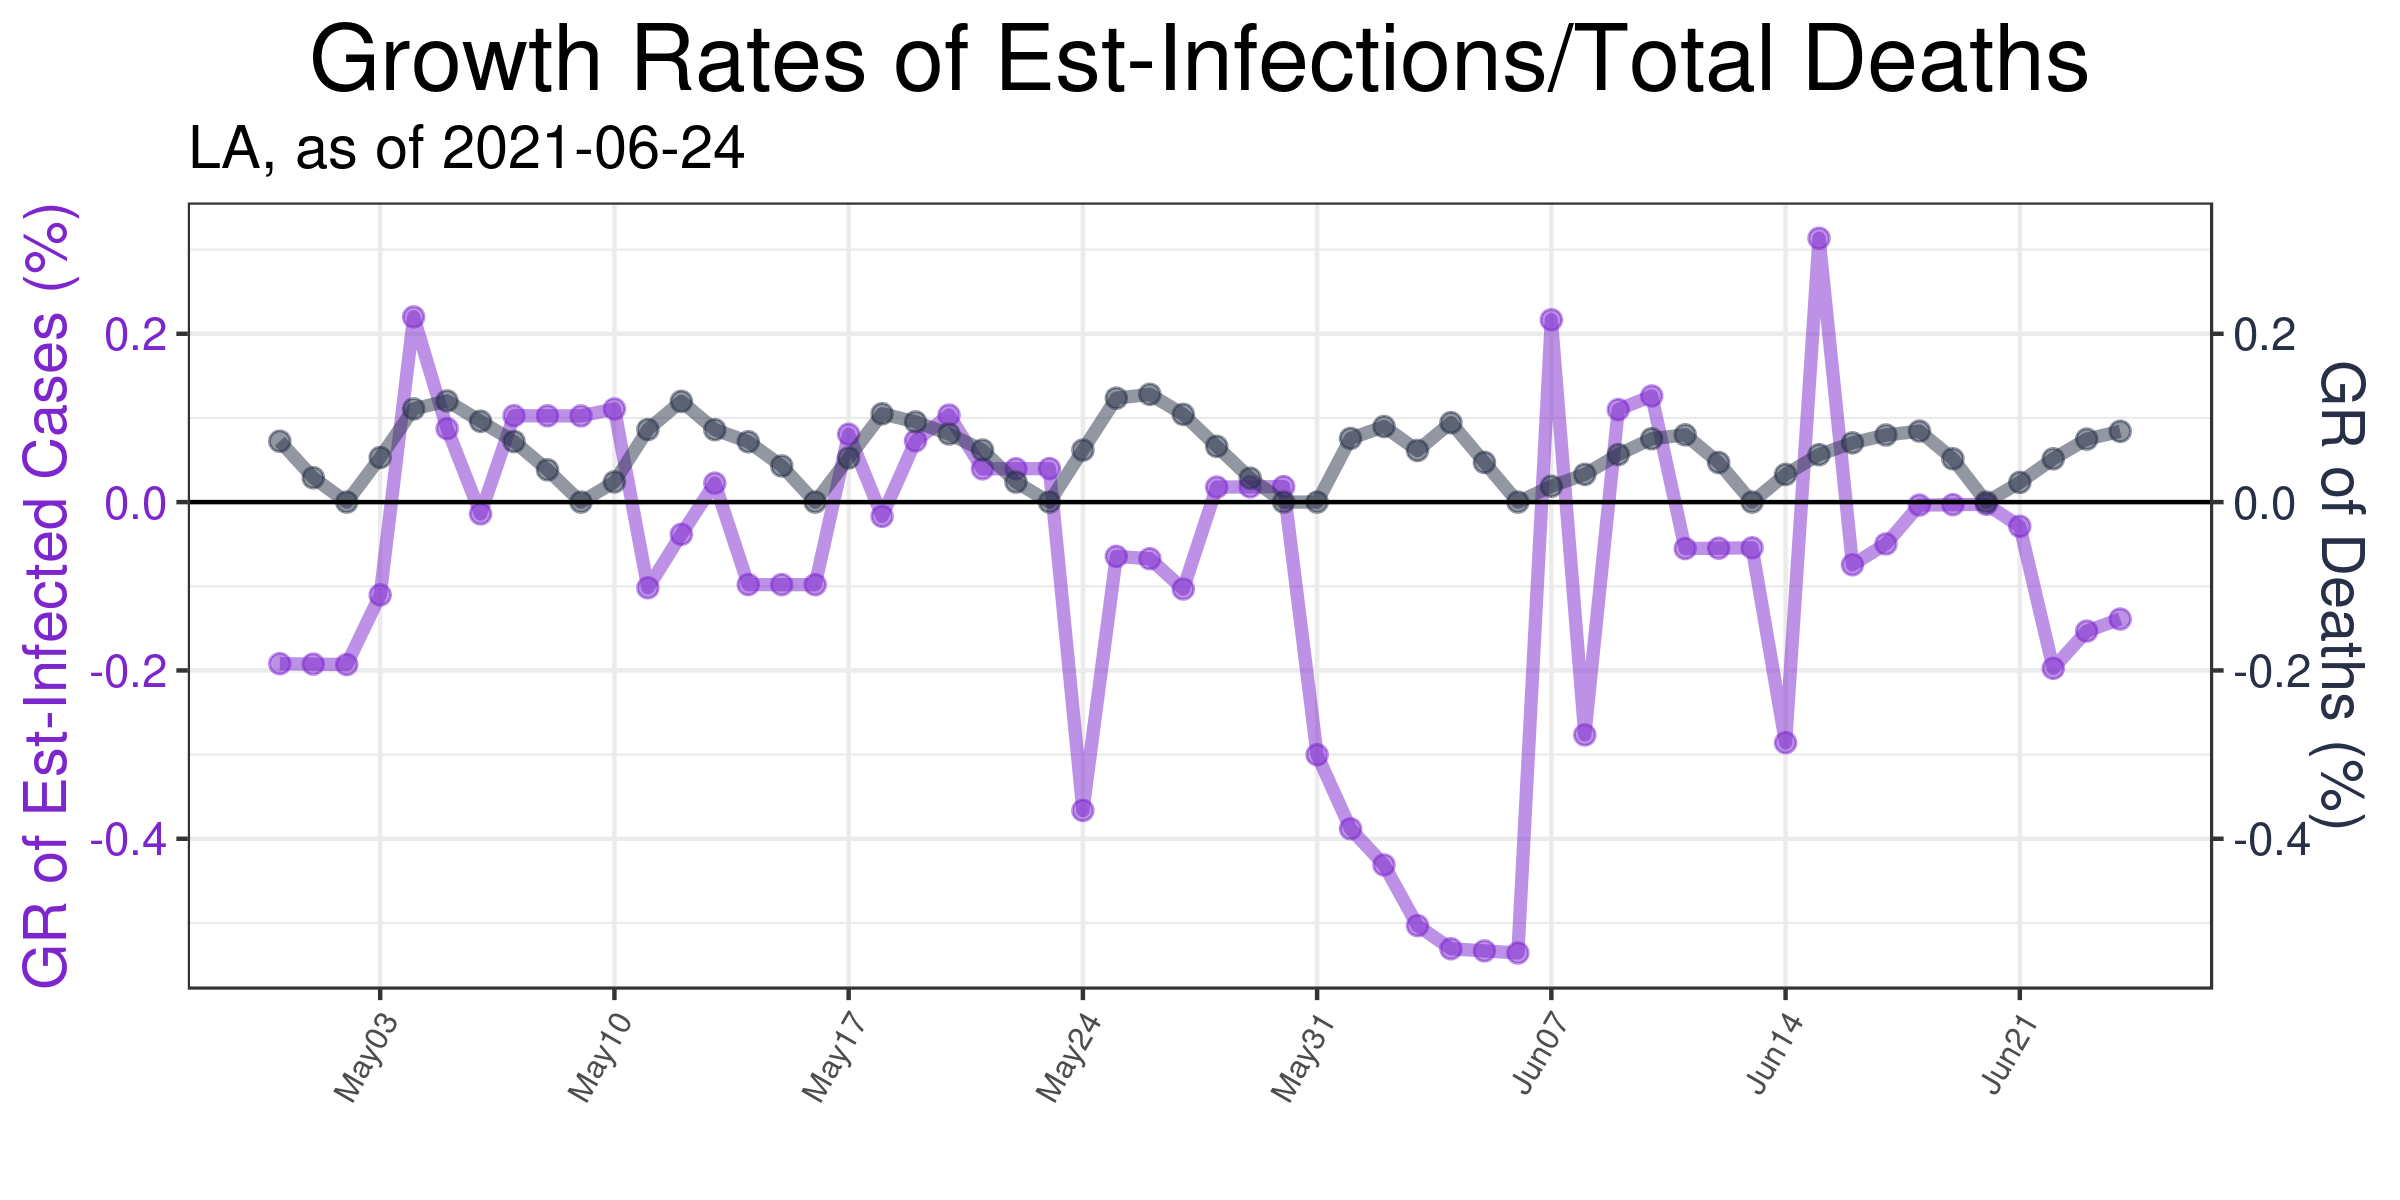 Growth Rates of Est-Infections/Total Deaths
LA, as of 2021-06-24
GR of Est-Infected Cases (%)
0.2
0.0
-0.2
-0.4
0.2
0.0
-0.2
-0.4
GR of Deaths (%)
May03
May10
May17
May24
May31
Jun07
Jun14
Jun21